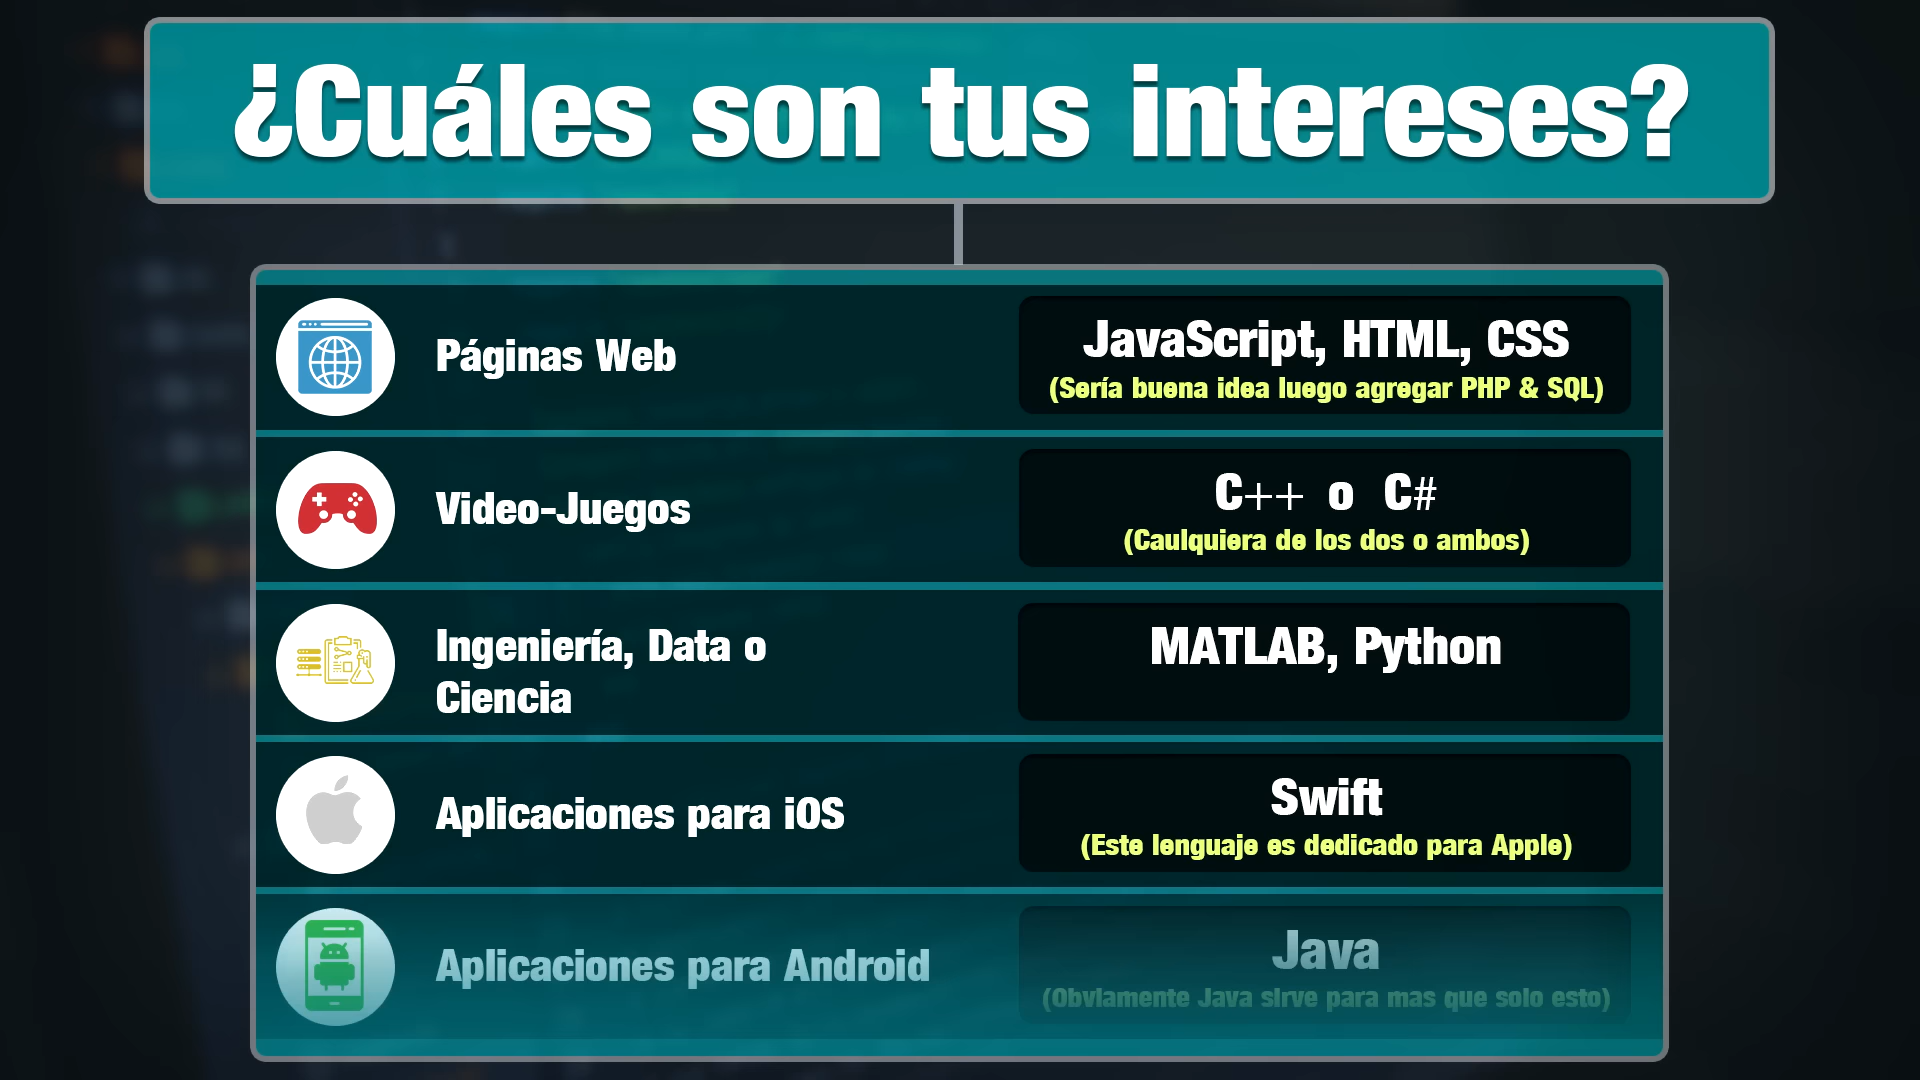 ¿Cuáles son tus intereses?
Páginas Web
JavaScript, HTML, CSS
(Sería buena idea luego agregar PHP & SQL)
Video-Juegos
C++ o C#
(Caulquiera de los dos o ambos)
Ingeniería, Data o
Ciencia
MATLAB, Python
Aplicaciones para iOS
Swift
(Este lenguaje es dedicado para Apple)
Aplicaciones para Android
Java
(Obviamente Java sirve para mas que solo esto)